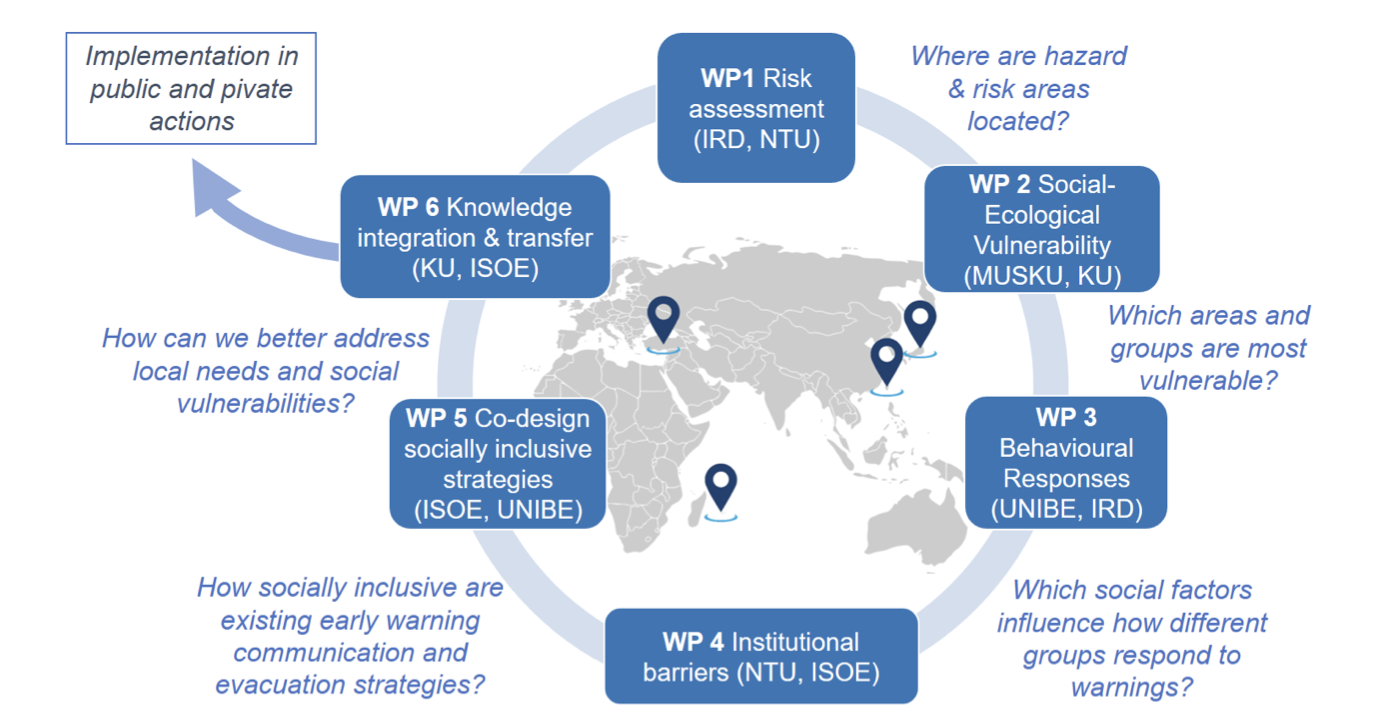 Implementation in
public and pivate
actions
WP1 Risk
assessment
(IRD, NTU)
Where are hazard
& risk areas
located?
WP 2 Social-
Ecological
Vulnerability
(MUSKU, KU)
Which areas and
groups are most
vulnerable?
WP 3
Behavioural
Responses
(UNIBE, IRD)
Which social factors
influence how different
groups respond to
warnings?
WP 4 Institutional
barriers (NTU, ISOE)
How socially inclusive are
existing early warning
communication and
evacuation strategies?
WP 5 Co-design
socially inclusive
strategies
(ISOE, UNIBE)
How can we better address
local needs and social
vulnerabilities?
WP 6 Knowledge
integration & transfer
(KU, ISOE)